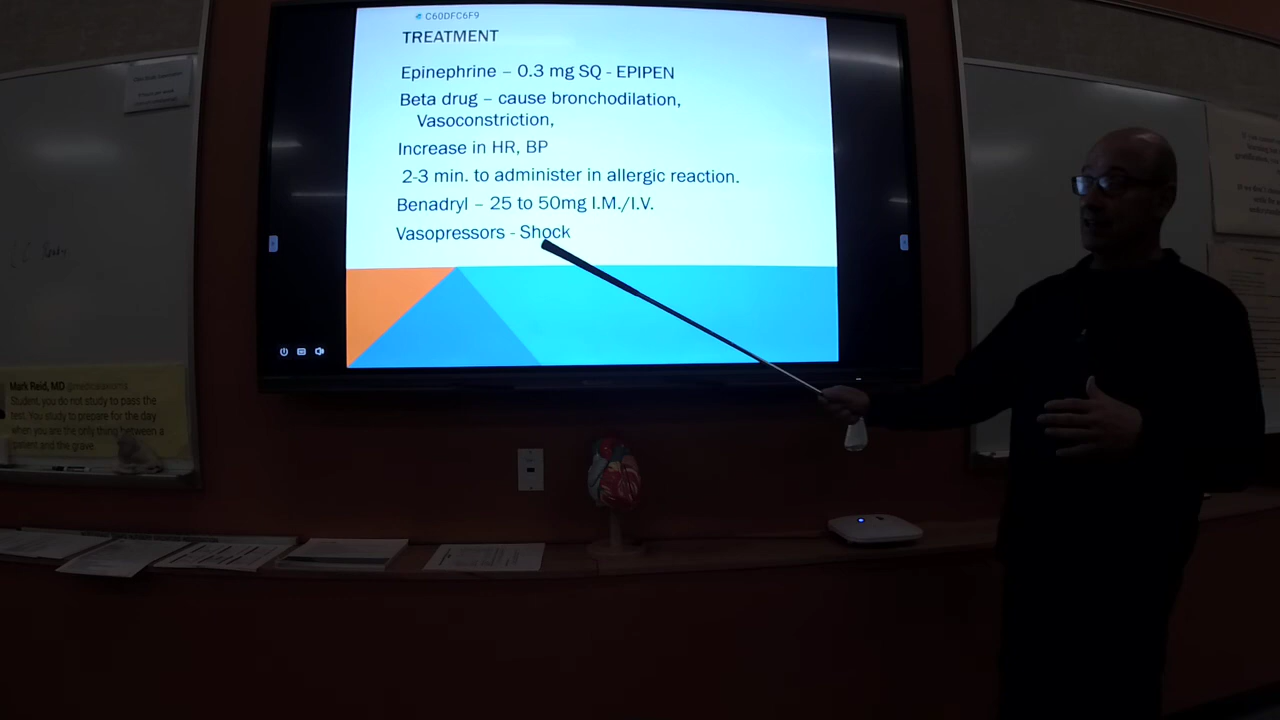 C60DFC6F9
TREATMENT
Epinephrine – 0.3 mg SQ - EPIPEN
Beta drug – cause bronchodilation,
Vasoconstriction,
Increase in HR, BP
2-3 min. to administer in allergic reaction.
Benadryl – 25 to 50mg I.M./I.V.
Vasopressors - Shock
Mark Reid, MD @medicalaxioms
Student, you do not study to pass the
test. You study to prepare for the day
when you are the only thing between a
patient and the grave.